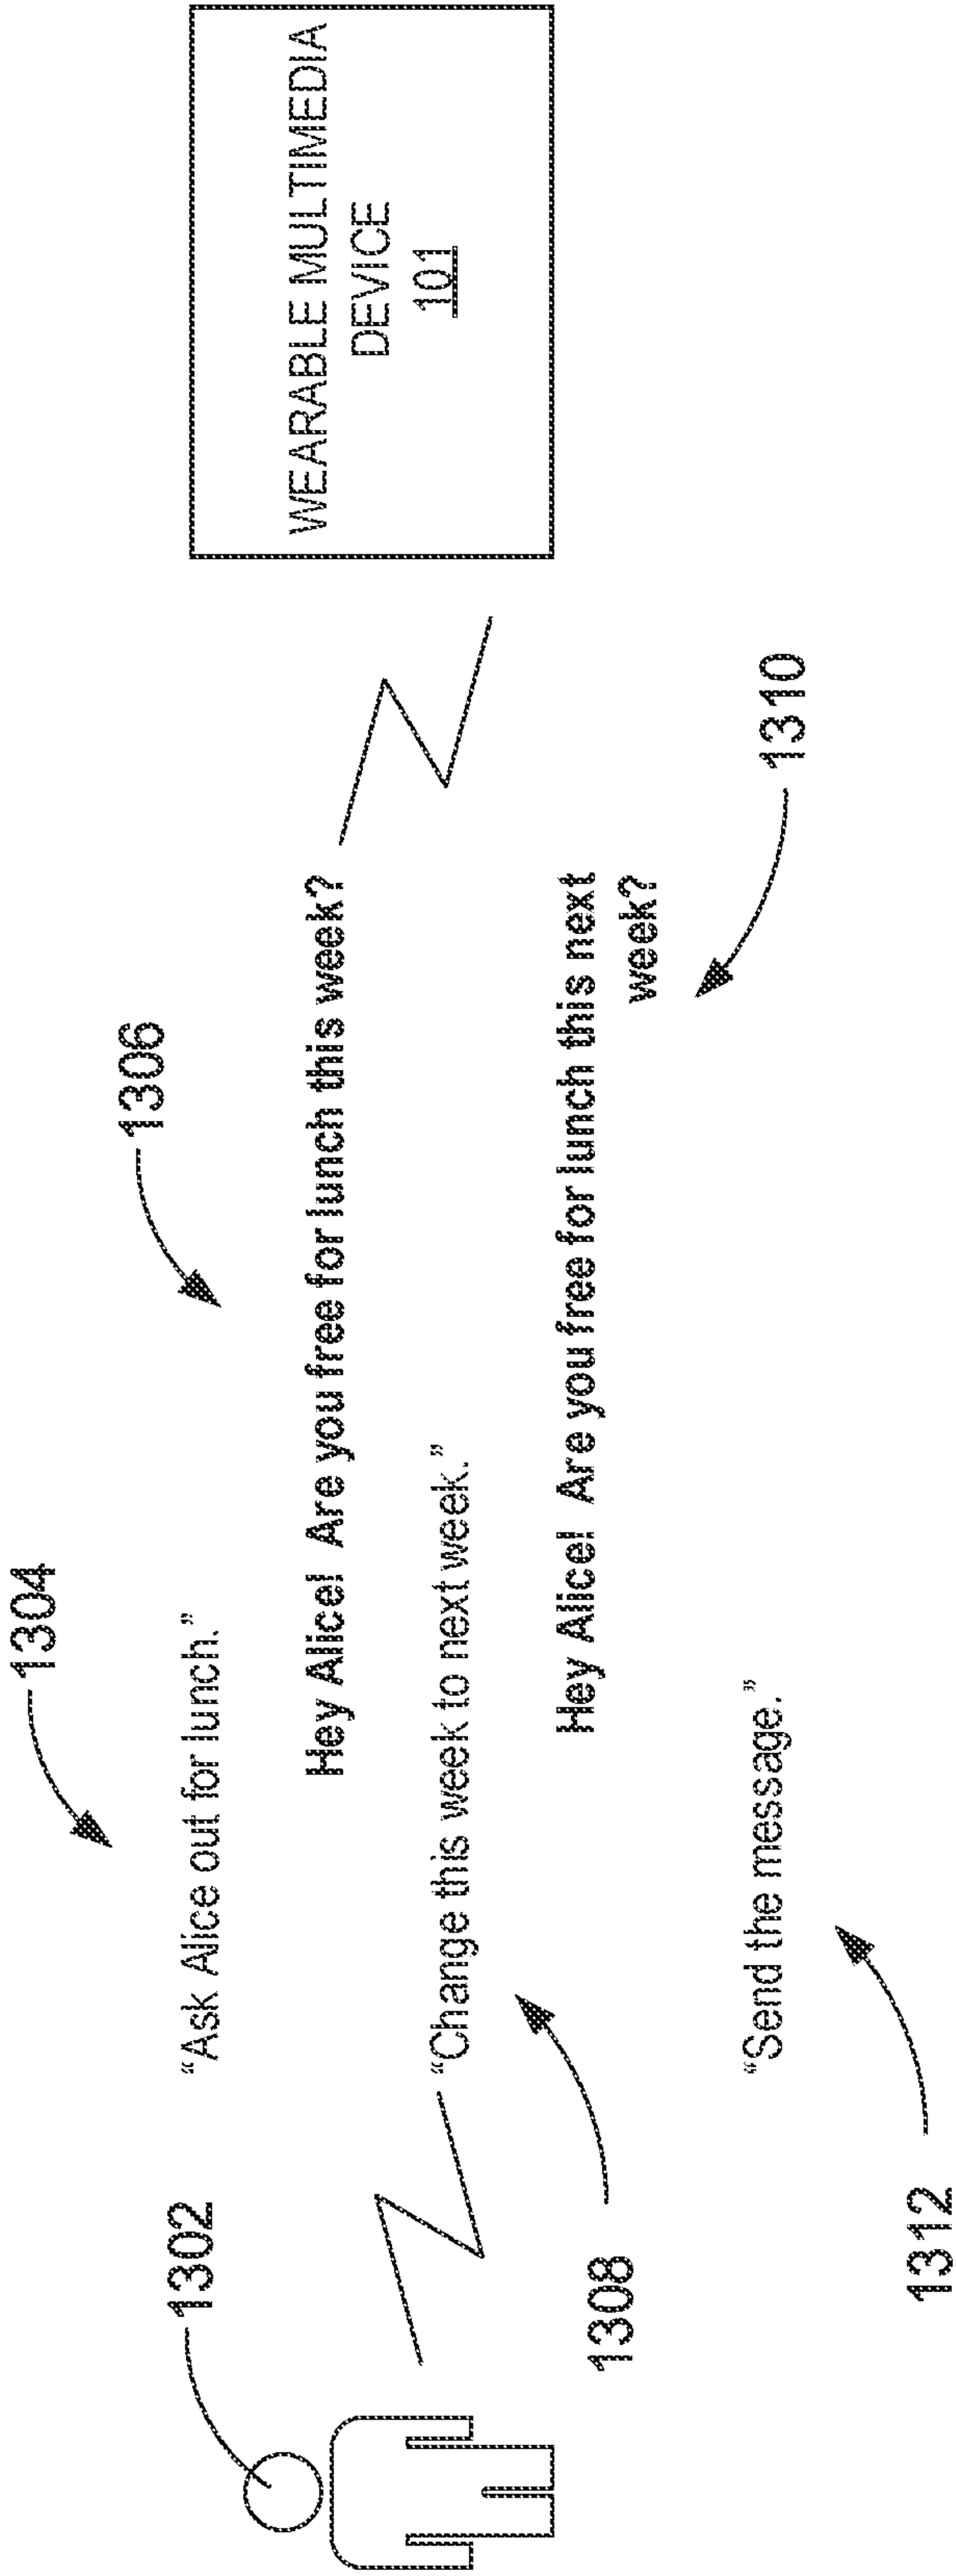 1304
1306
1302
“Ask Alice out for lunch.”
Hey Alice! Are you free for lunch this week?
“Change this week to next week.”
Hey Alice! Are you free for lunch this next
week?
1308
1310
“Send the message.”
1312
WEARABLE MULTIMEDIA
DEVICE
101